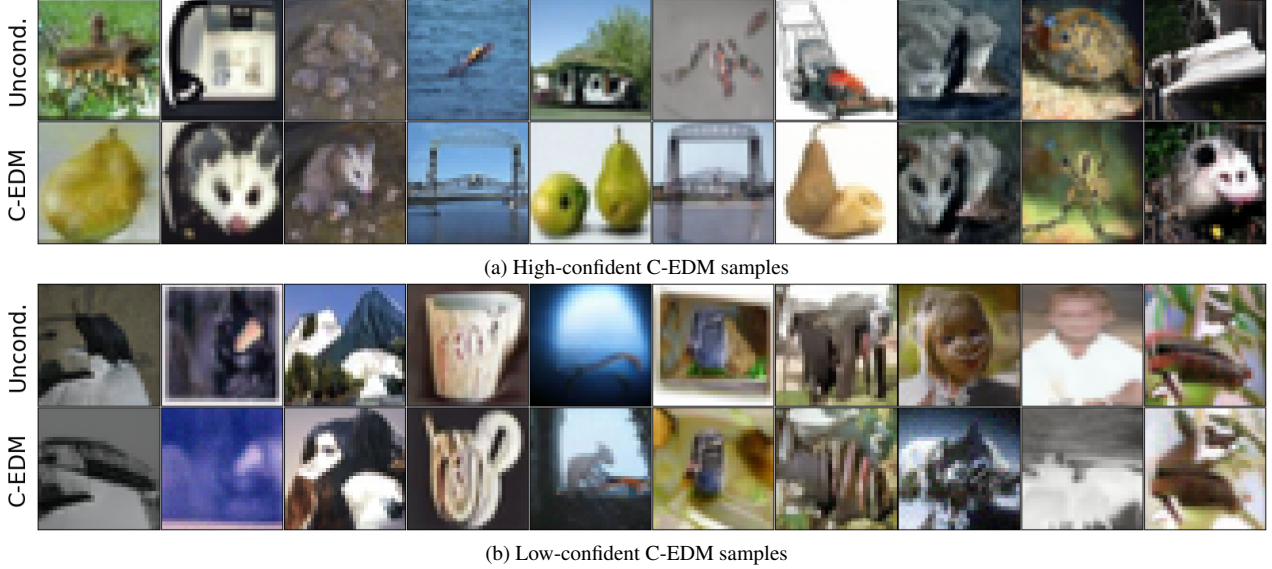 Uncond.
C-EDM
(a) High-confident C-EDM samples
Uncond.
C-EDM
(b) Low-confident C-EDM samples